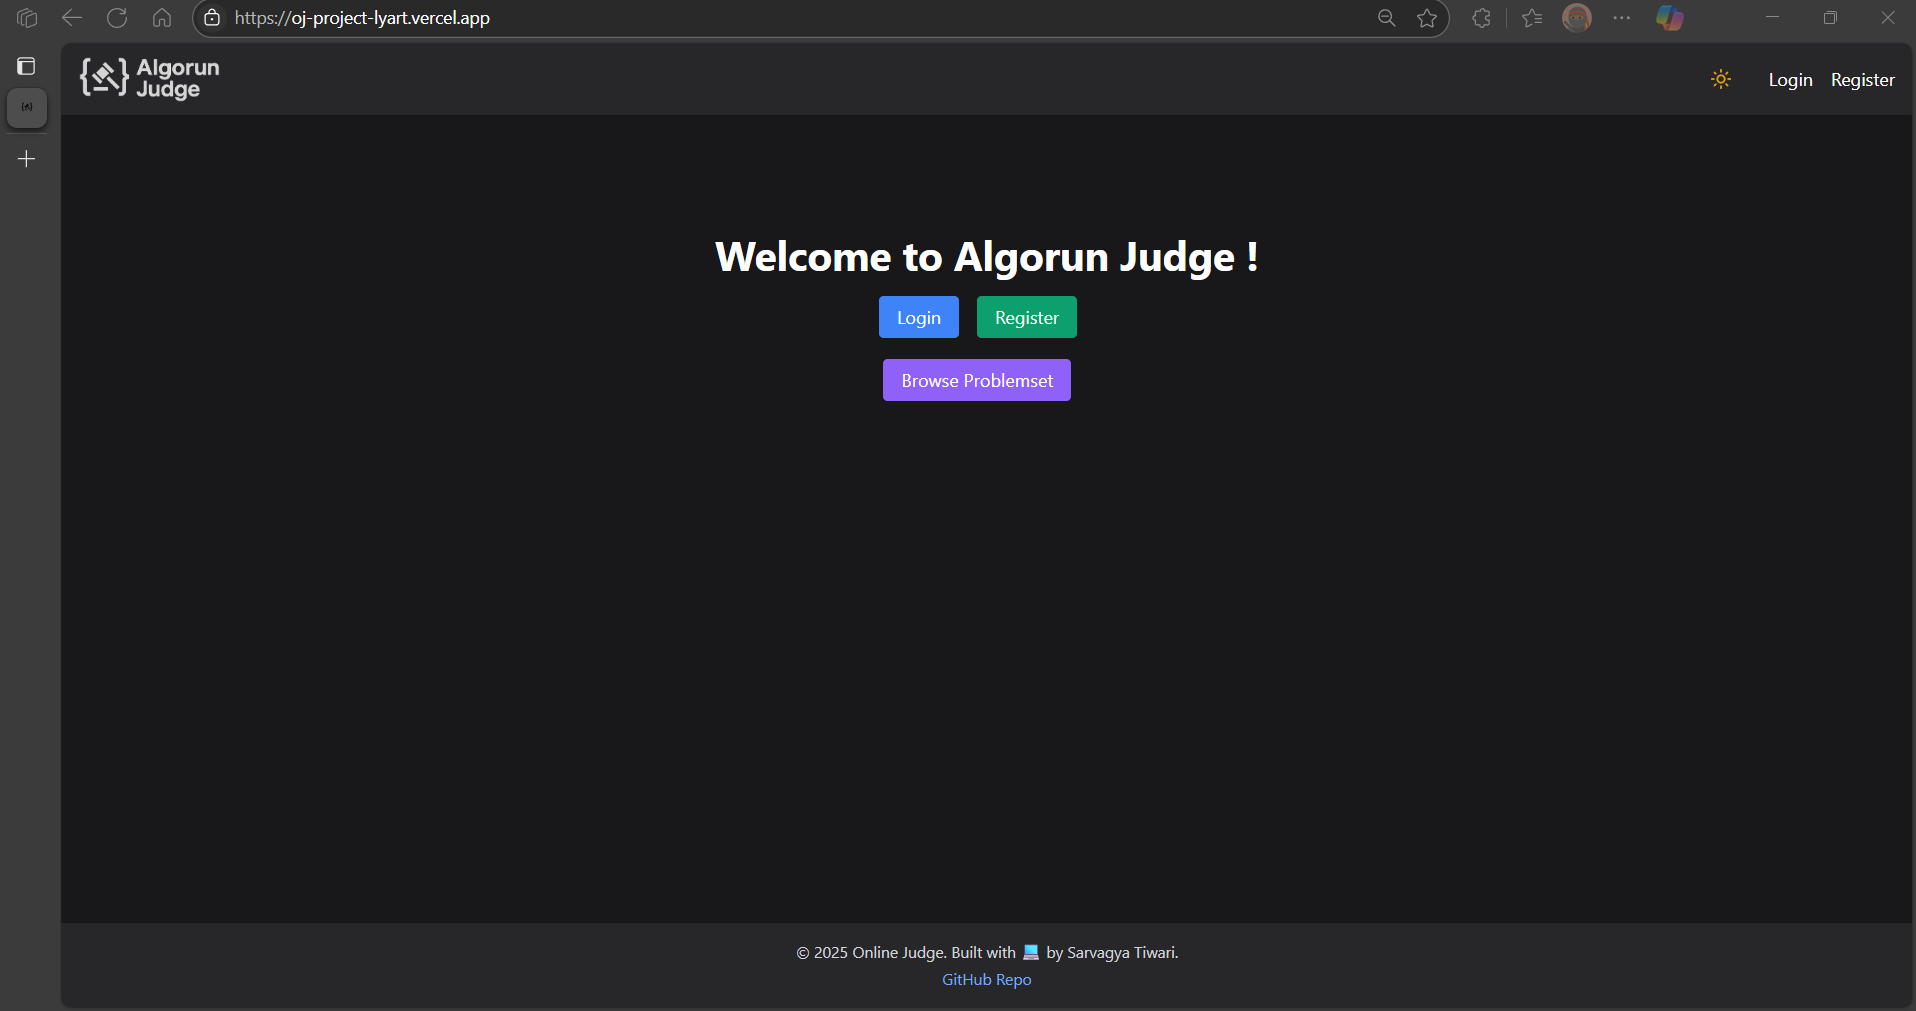 https://oj-project-lyart.vercel.app
Algorun
Judge
Login Register
Welcome to Algorun Judge !
Login Register
Browse Problemset
© 2025 Online Judge. Built with 💻 by Sarvagya Tiwari.
GitHub Repo